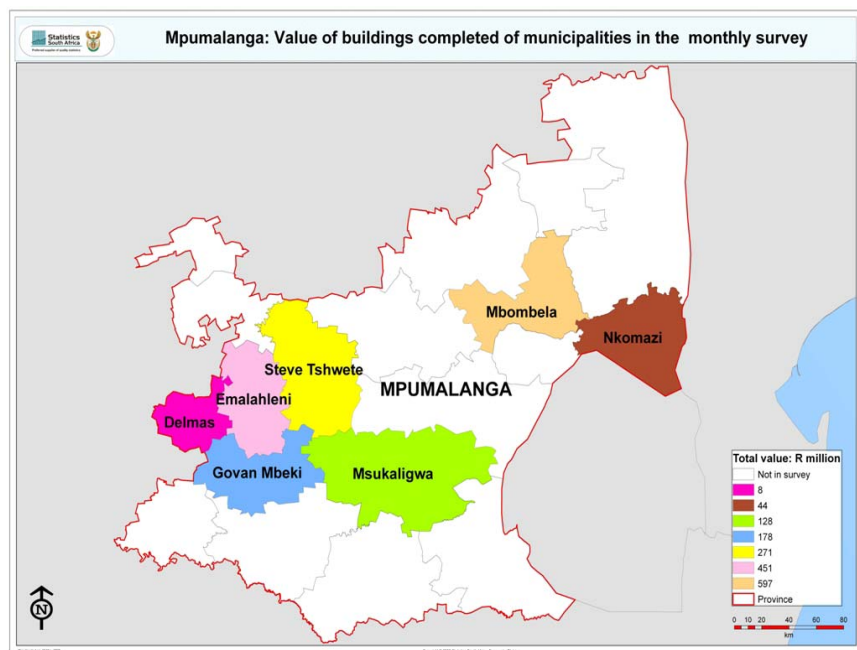 Statistics
South Africa
Mpumalanga: Value of buildings completed of municipalities in the monthly survey
Mbombela
Nkomazi
Steve Tshwete
MPUMALANGA
Emalahleni
Delmas
Govan Mbeki
Msukaligwa
Total value: R million
Not in survey
8
44
128
178
271
451
597
Province
0 10 20 40 60 80
km
N